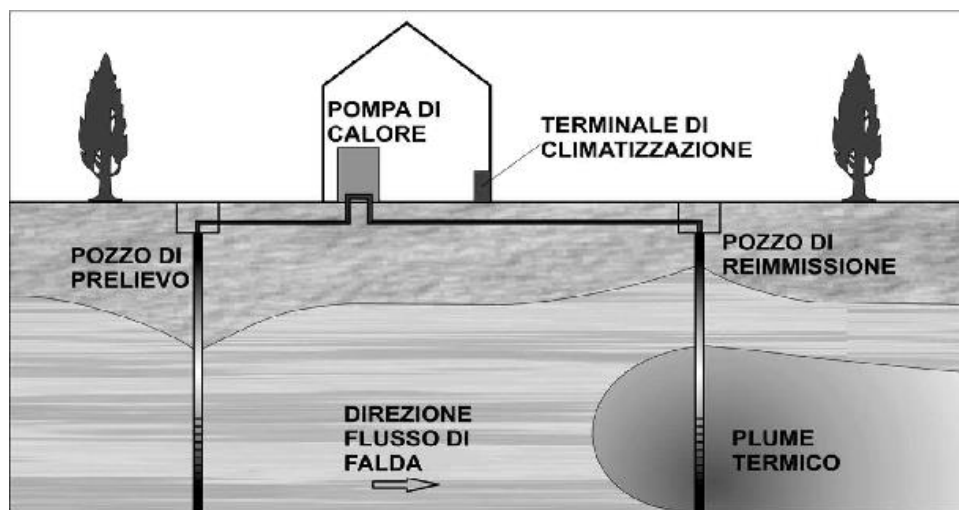 POMPA DI
CALORE
TERMINALE DI
CLIMATIZZAZIONE
POZZO DI
PRELIEVO
POZZO DI
REIMMISSIONE
DIREZIONE
FLUSSO DI
FALDA
PLUME
TERMICO